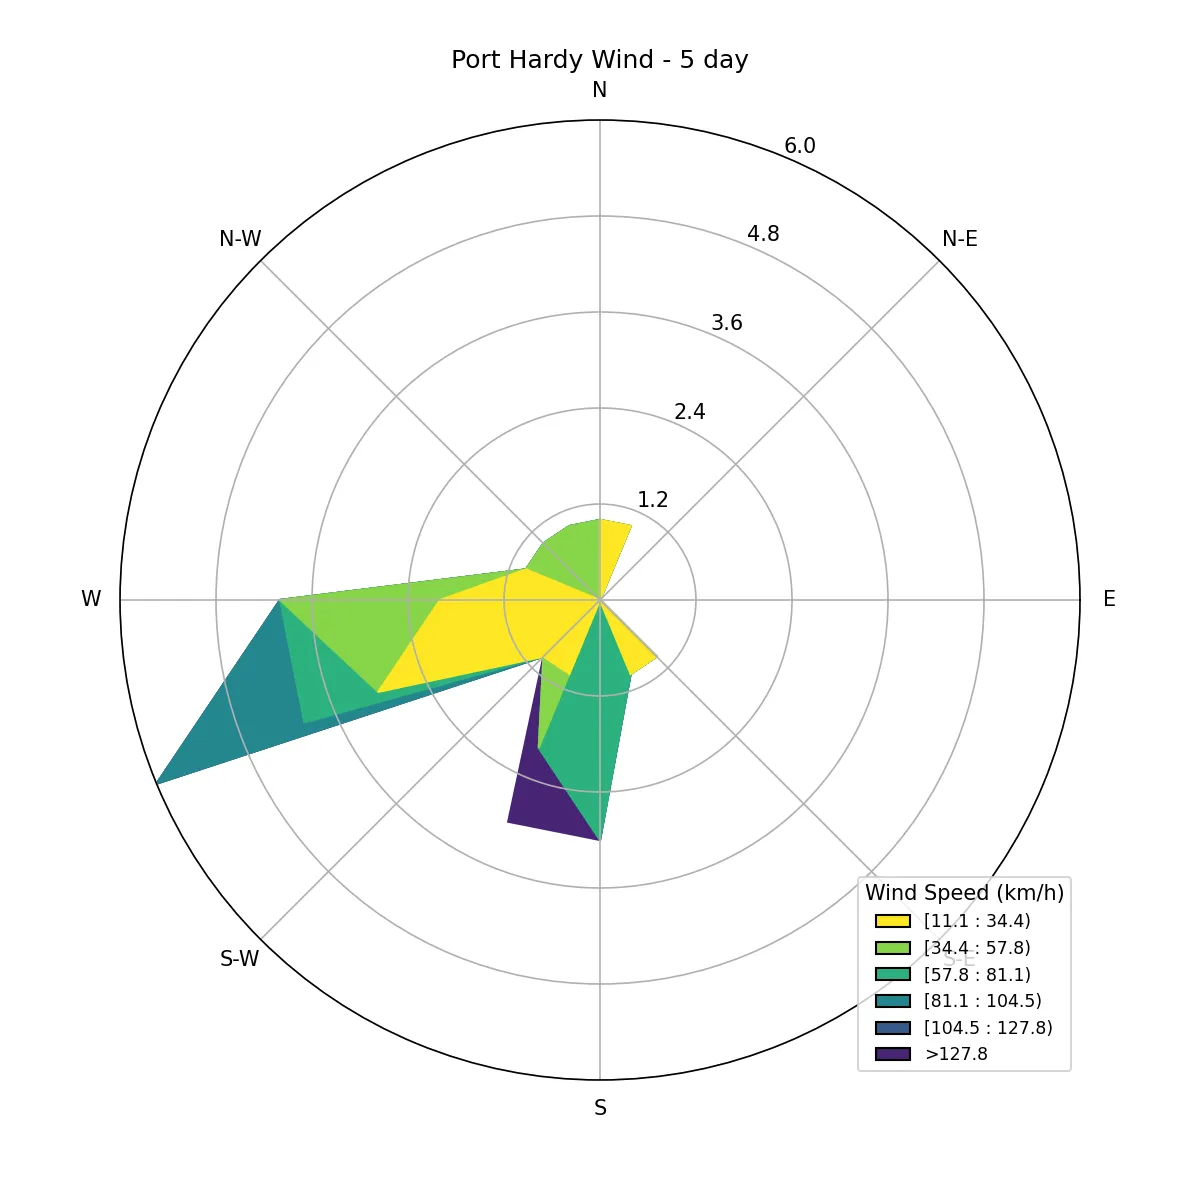 Port Hardy Wind - 5 day
N
6.0
N-W
N-E
4.8
3.6
2.4
1.2
W
E
Wind Speed (km/h)
[11.1 : 34.4)
[34.4 : 57.8)
S-W
S-E
[57.8 : 81.1)
[81.1 : 104.5)
[104.5 : 127.8)
>127.8
S